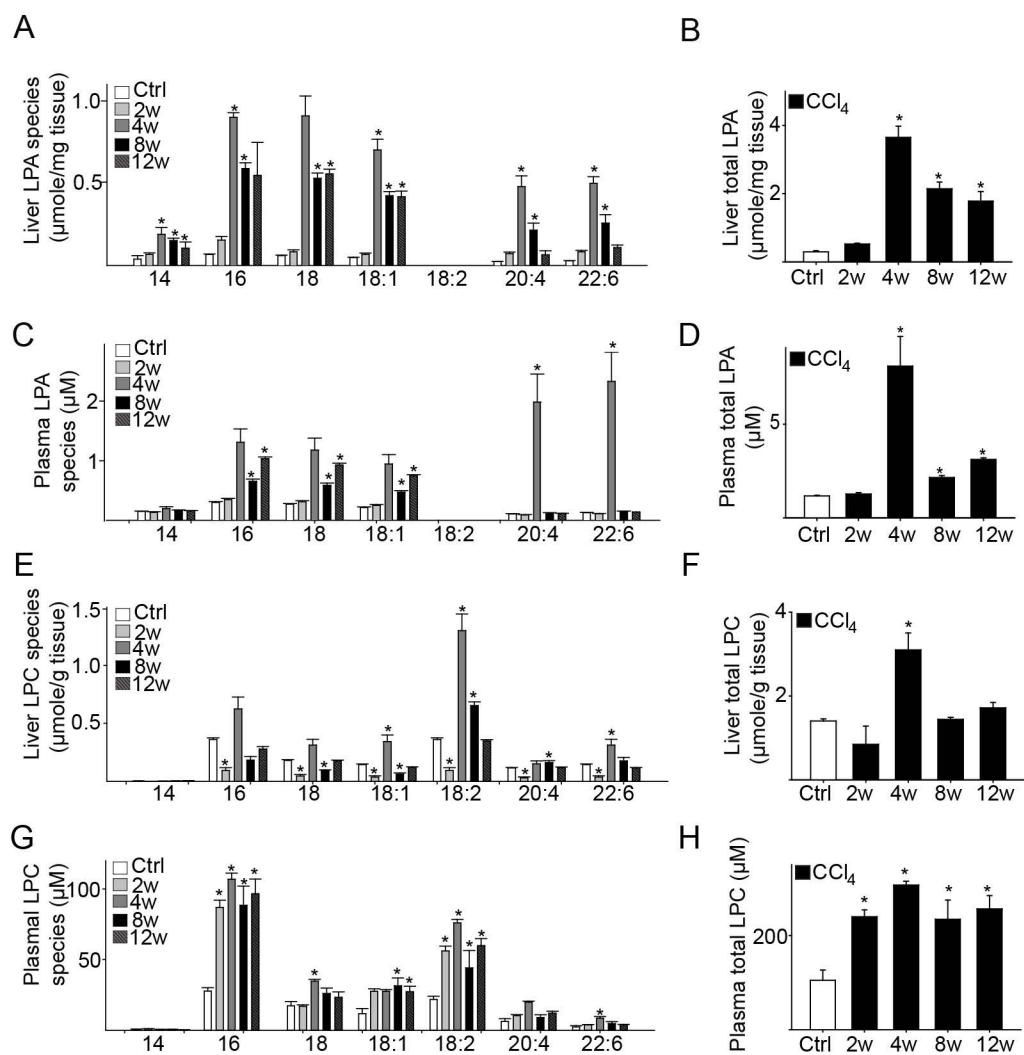 A
Liver LPA species
(µmole/mg tissue)
1.0
0.5
Ctrl
2w
4w
8w
12w
* * * * * * * * * * * * * *
14 16 18 18:1 18:2 20:4 22:6
B
Liver total LPA
(µmole/mg tissue)
CCl4
4
2
* * *
Ctrl 2w 4w 8w 12w
C
Plasma LPA
species (µM)
2
1
Ctrl
2w
4w
8w
12w
* * * * * * * *
14 16 18 18:1 18:2 20:4 22:6
D
Plasma total LPA
(µM)
CCl4
5
* * *
Ctrl 2w 4w 8w 12w
E
Liver LPC species
(µmole/g tissue)
1.5
1.0
0.5
Ctrl
2w
4w
8w
12w
* * * * * * * * * * * * *
14 16 18 18:1 18:2 20:4 22:6
F
Liver total LPC
(µmole/g tissue)
CCl4
4
2
*
Ctrl 2w 4w 8w 12w
G
Plasmal LPC
species (µM)
100
50
Ctrl
2w
4w
8w
12w
* * * * * * * * * * * *
14 16 18 18:1 18:2 20:4 22:6
H
Plasma total LPC (µM)
CCl4
200
* * * *
Ctrl 2w 4w 8w 12w